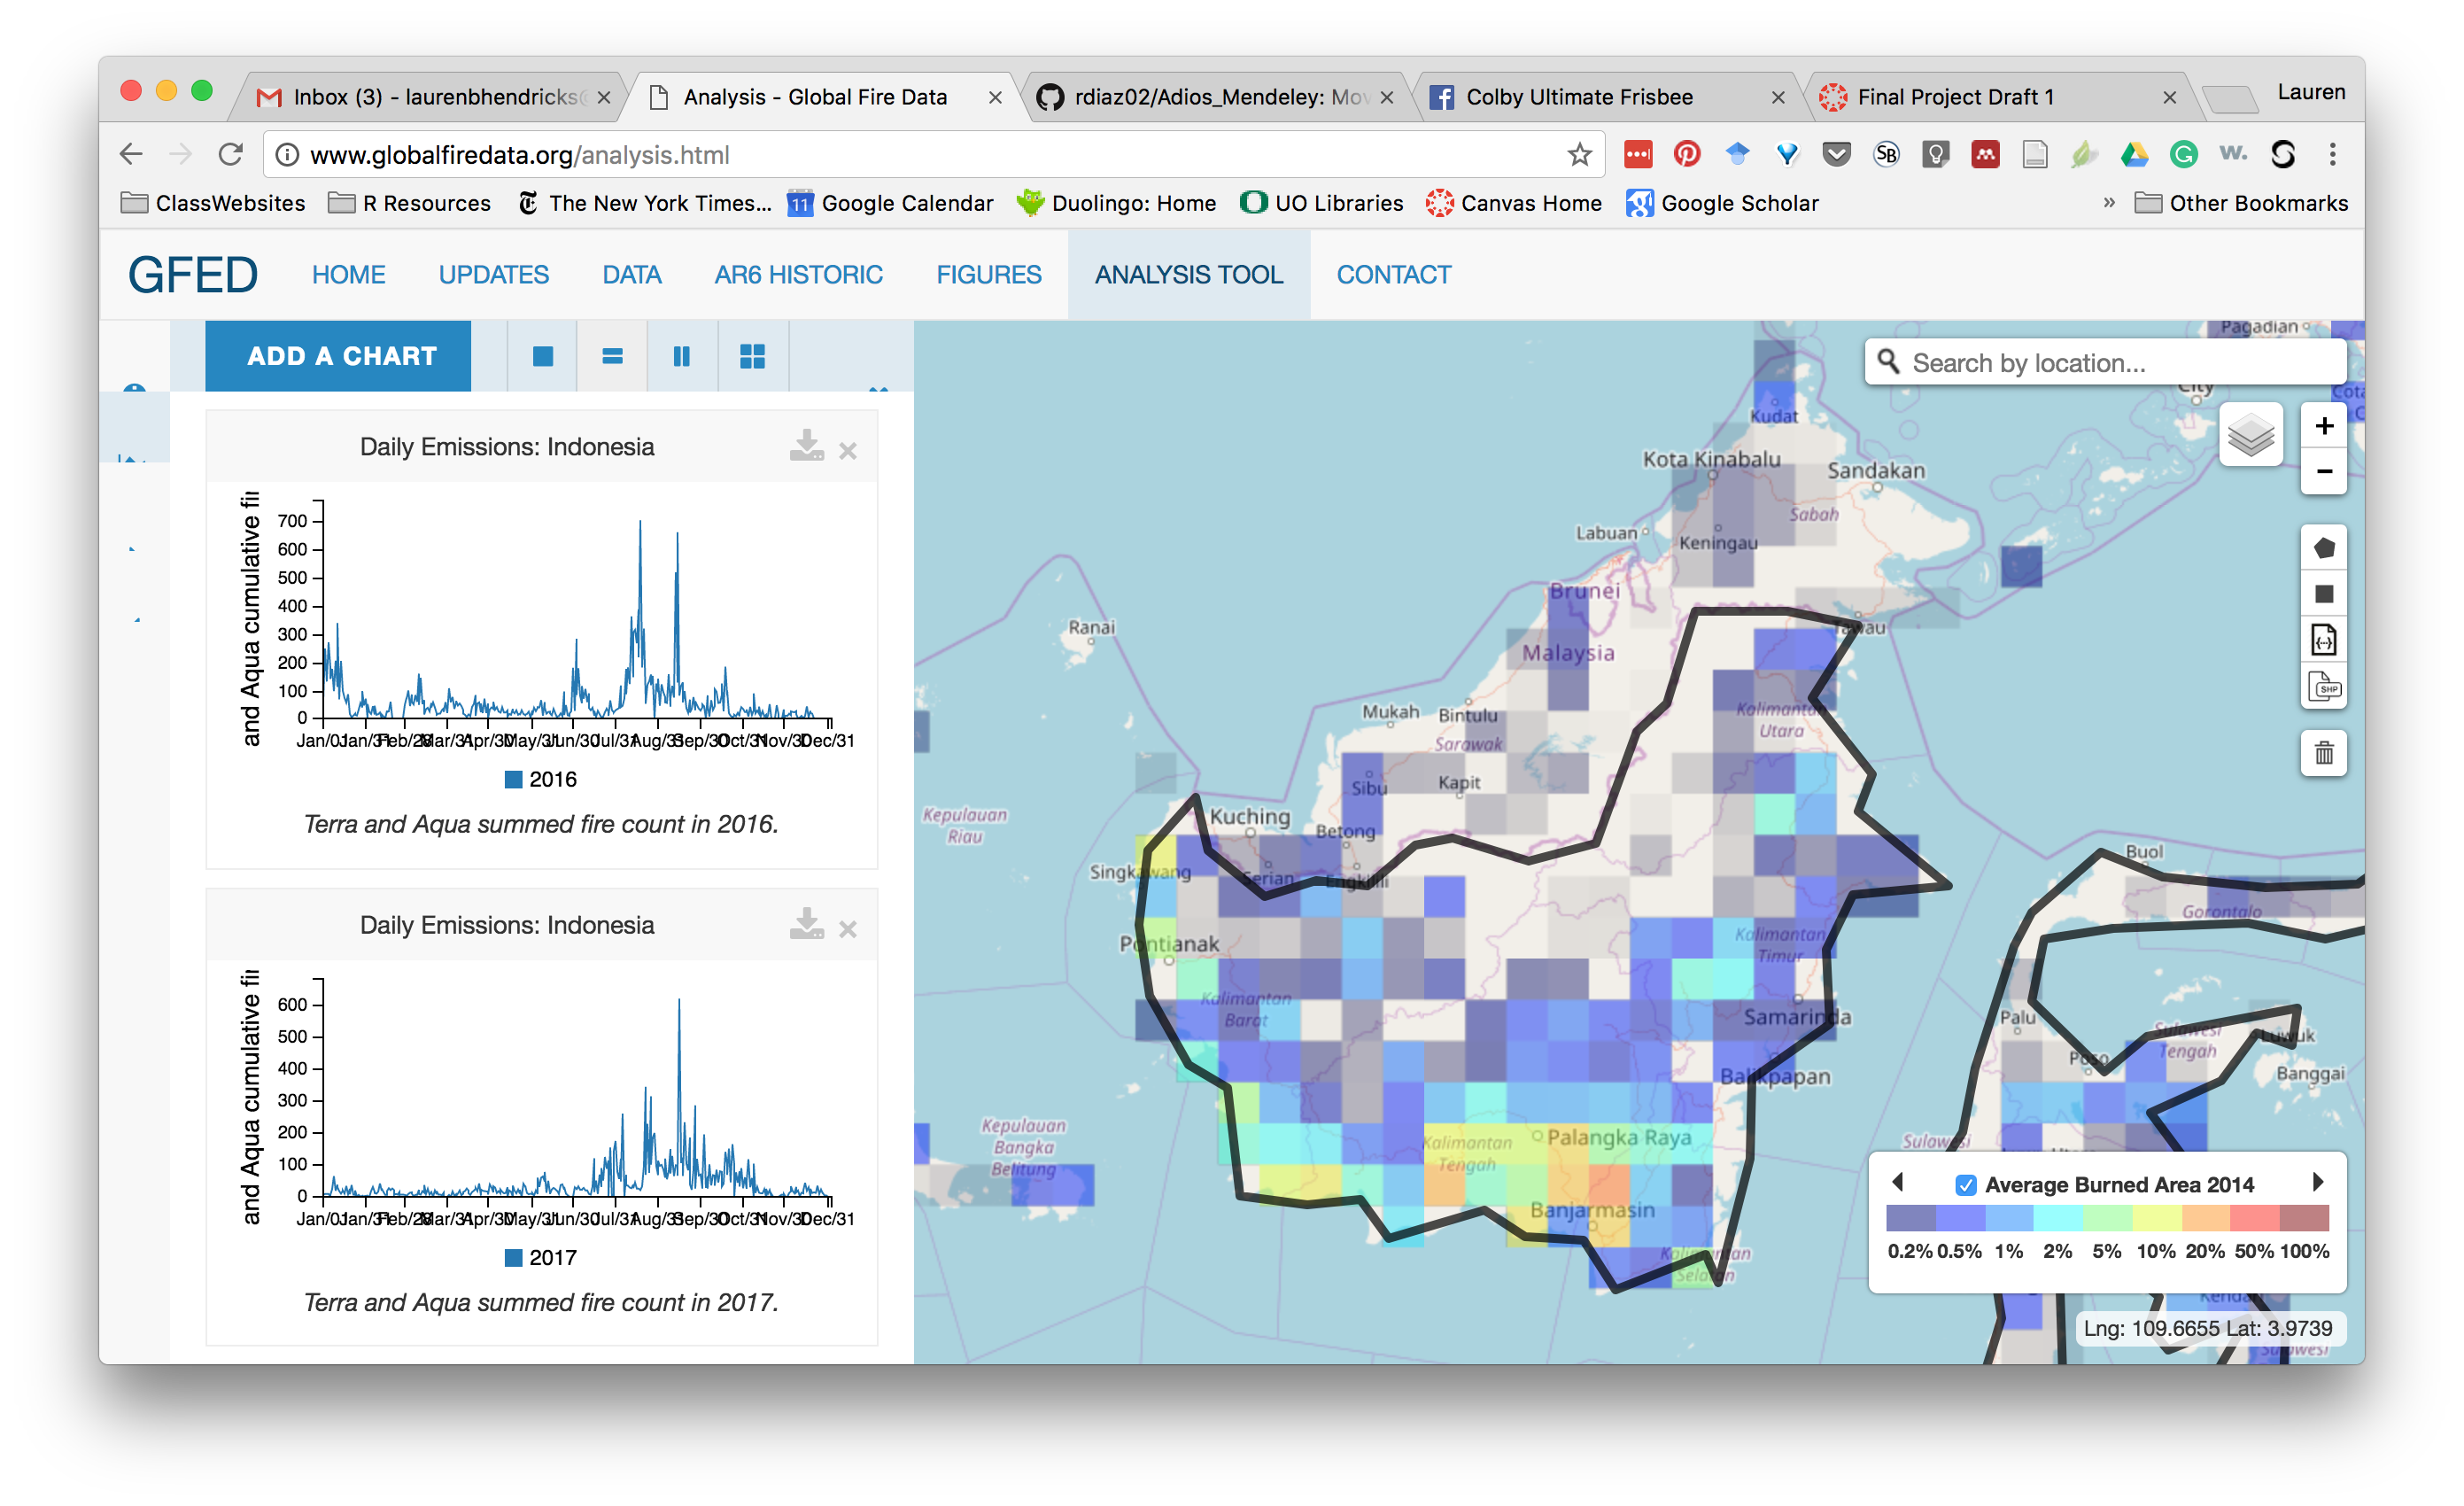 Inbox (3) - laurenbhendricks@
Analysis - Global Fire Data
rdiaz02/Adios_Mendeley: Mov
Colby Ultimate Frisbee
Final Project Draft 1
Lauren
www.globalfiredata.org/analysis.html
ClassWebsites
R Resources
The New York Times...
11
Google Calendar
Duolingo: Home
UO Libraries
Canvas Home
Google Scholar
»
Other Bookmarks
GFED
HOME
UPDATES
DATA
AR6 HISTORIC
FIGURES
ANALYSIS TOOL
CONTACT
ADD A CHART
Daily Emissions: Indonesia
and Aqua cumulative
700
600
500
400
300
200
100
0
Jan/01
Jan/31
Feb/28
Mar/31
Apr/30
May/31
Jun/30
Jul/31
Aug/31
Sep/30
Oct/31
Nov/30
Dec/31
2016
Terra and Aqua summed fire count in 2016.
Daily Emissions: Indonesia
and Aqua cumulative
600
500
400
300
200
100
0
Jan/01
Jan/31
Feb/28
Mar/31
Apr/30
May/31
Jun/30
Jul/31
Aug/31
Sep/30
Oct/31
Nov/30
Dec/31
2017
Terra and Aqua summed fire count in 2017.
Pagadian
Search by location...
City
Kudat
Kota Kinabalu
Sandakan
Sabah
Labuan
Keningau
Brunei
Ranai
Tawau
Malaysia
Mukah
Bintulu
Kalimantan
Utara
Sarawak
Sibu
Kapit
Kepulauan
Riau
Kuching
Betong
Buol
Singkawang
Serian
Engkilili
Gorontalo
Pontianak
Kalimantan
Timur
Kalimantan
Barat
Samarinda
Palu
Sulawesi
Tengah
Luwuk
Poso
Balikpapan
Banggai
Kepulauan
Bangka
Belitung
Kalimantan
Tengah
Palangka Raya
Sulawesi
Banjarmasin
Kalimantan
Selatan
Average Burned Area 2014
0.2% 0.5% 1% 2% 5% 10% 20% 50% 100%
SHP
Lng: 109.6655 Lat: 3.9739